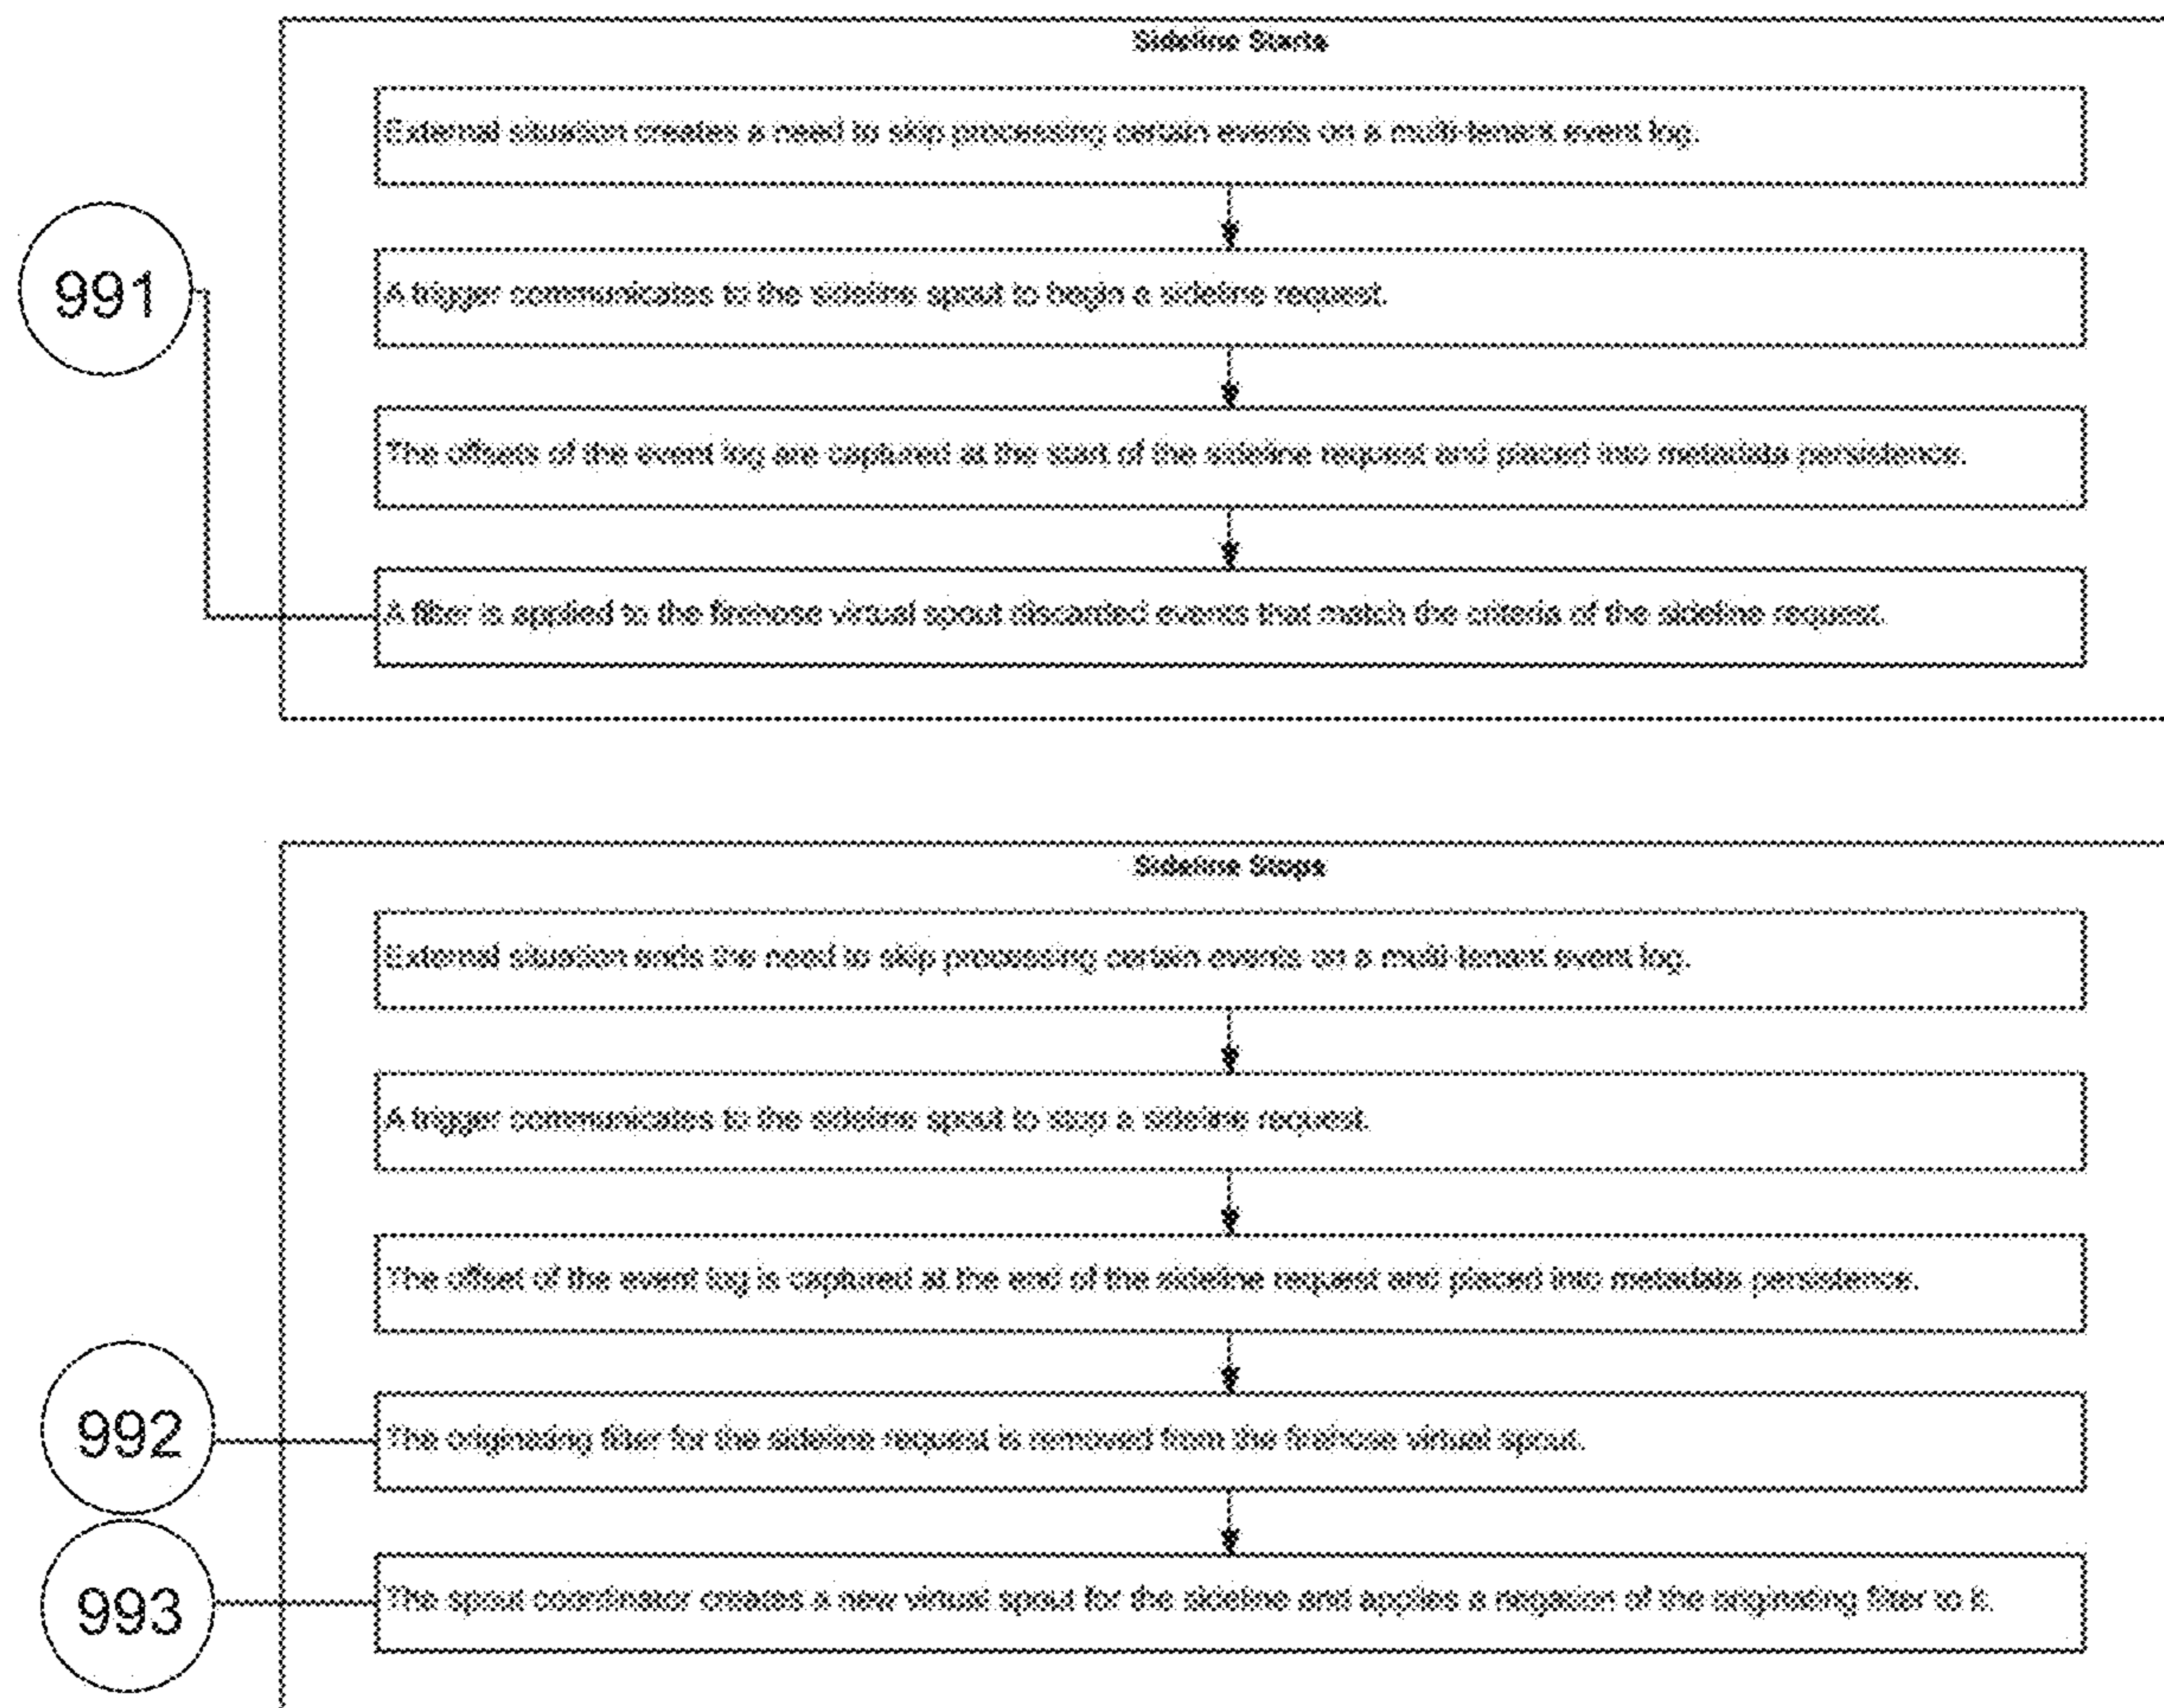 Sideline Starts
External situation creates a need to skip processing certain events on a multi-tenant event log.
991
A trigger communicates to the sideline spout to begin a sideline request.
The offsets of the event log are captured at the start of the sideline request and placed into metadata persistence.
A filter is applied to the firehose virtual spout discarded events that match the criteria of the sideline request.
Sideline Stops
External situation ends the need to skip processing certain events on a multi-tenant event log.
A trigger communicates to the sideline spout to stop a sideline request.
The offset of the event log is captured at the end of the sideline request and placed into metadata persistence.
992
The originating filter for the sideline request is removed from the firehose virtual spout.
993
The spout coordinator creates a new virtual spout for the sideline and applies a negation of the originating filter to it.